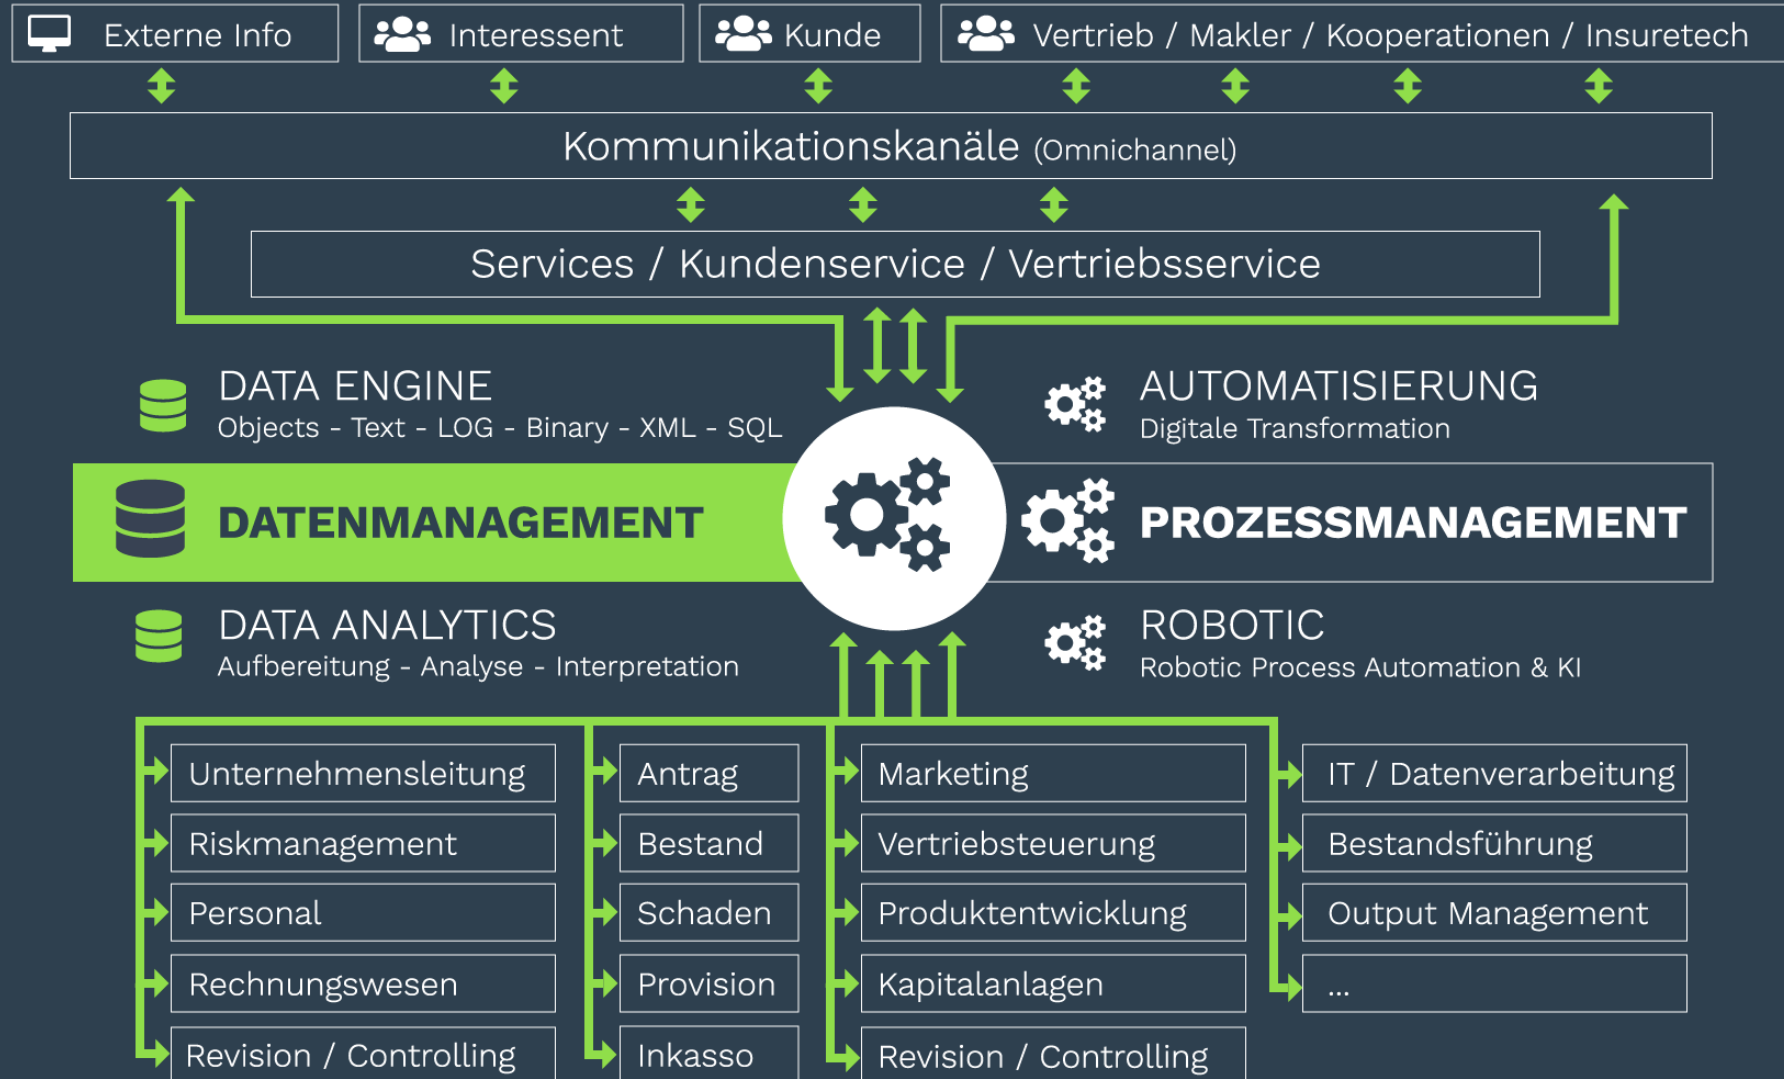 Externe Info
Interessent
Kunde
Vertrieb / Makler / Kooperationen / Insuretech
Kommunikationskanäle (Omnichannel)
Services / Kundenservice / Vertriebsservice
DATA ENGINE
Objects - Text - LOG - Binary - XML - SQL
AUTOMATISIERUNG
Digitale Transformation
DATENMANAGEMENT
PROZESSMANAGEMENT
DATA ANALYTICS
Aufbereitung - Analyse - Interpretation
ROBOTIC
Robotic Process Automation & KI
Unternehmensleitung
Riskmanagement
Personal
Rechnungswesen
Revision / Controlling
Antrag
Bestand
Schaden
Provision
Inkasso
Marketing
Vertriebsteuerung
Produktentwicklung
Kapitalanlagen
Revision / Controlling
IT / Datenverarbeitung
Bestandsführung
Output Management
...